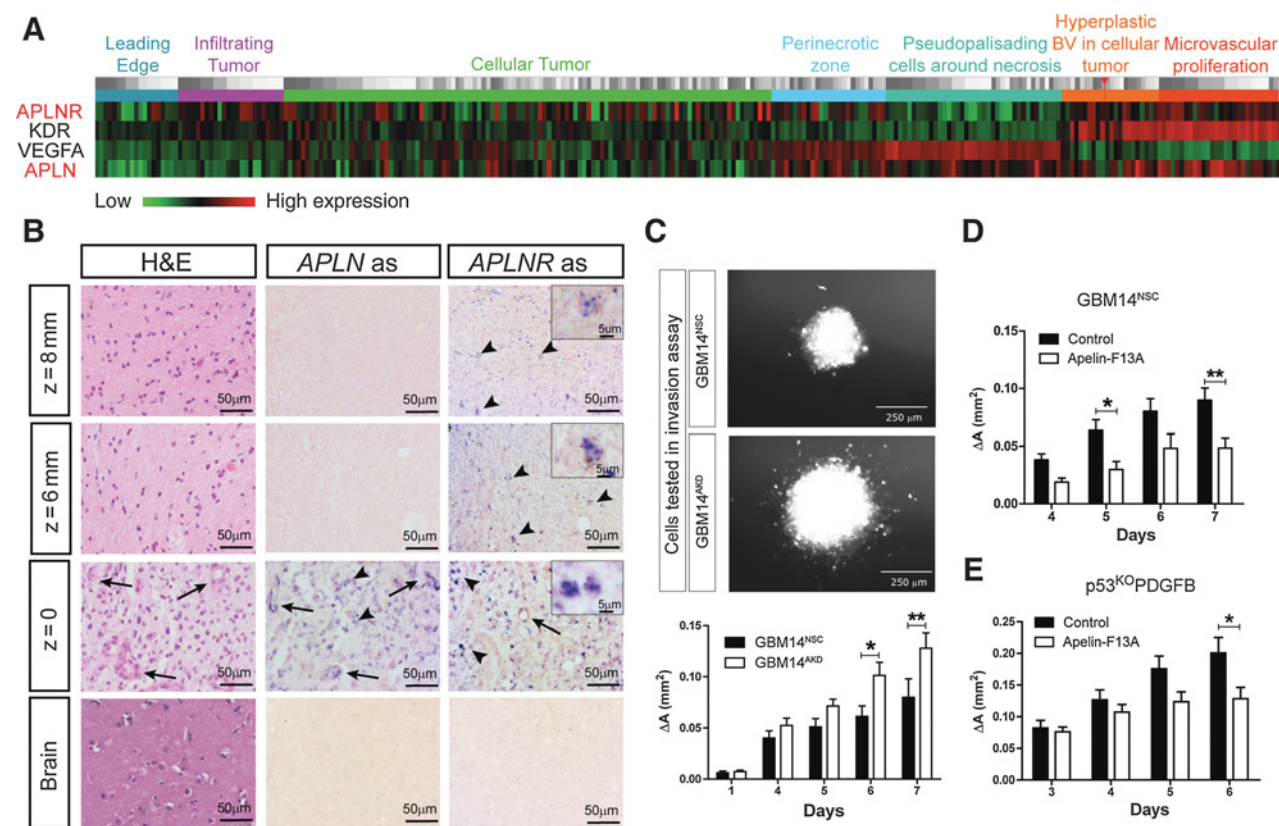 A
Leading
Edge
Infiltrating
Tumor
Cellular Tumor
Perinecrotic
zone
Pseudopalisading
cells around necrosis
Hyperplastic
BV in cellular
tumor
Microvascular
proliferation
APLNR
KDR
VEGFA
APLN
Low
High expression
B
H&E
APLN as
APLNR as
z = 8mm
50µm
50µm
5um
50µm
z = 6mm
50µm
50µm
5µm
50µm
z = 0
50µm
50µm
5µm
50µm
Brain
50µm
50µm
50µm
C
Cells tested in invasion assay
GBM14NSC
250 µm
GBM14AKD
250 µm
0.15
0.10
0.05
0.00
ΔA (mm²)
GBM14NSC
GBM14AKD
*
**
1 4 5 6 7
Days
D
GBM14NSC
0.15
0.10
0.05
0.00
ΔA (mm²)
Control
Apelin-F13A
*
**
4 5 6 7
Days
E
p53KOPDGFB
0.25
0.20
0.15
0.10
0.05
0.00
ΔA (mm²)
Control
Apelin-F13A
*
3 4 5 6
Days